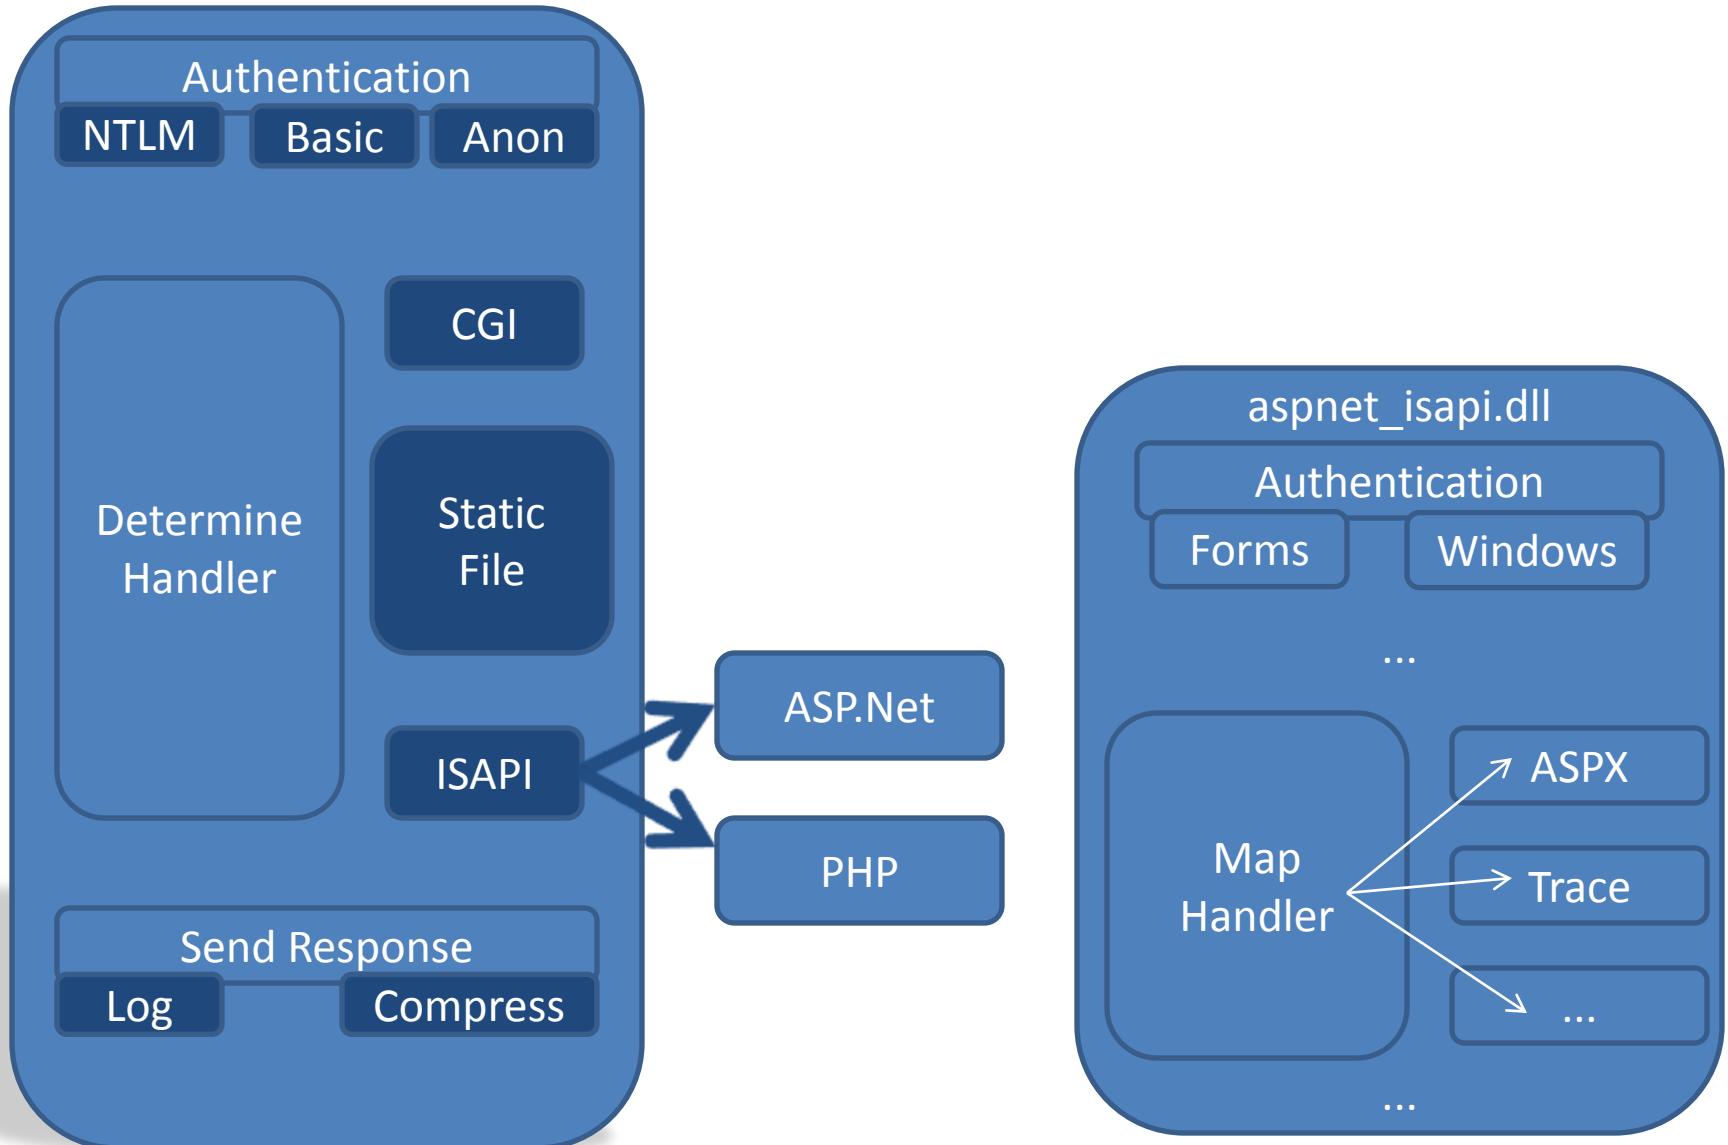 Authentication
NTLM
Basic
Anon
Determine
Handler
CGI
Static
File
ISAPI
Send Response
Log
Compress
ASP.Net
PHP
aspnet_isapi.dll
Authentication
Forms
Windows
...
Map
Handler
ASPX
Trace
...
...